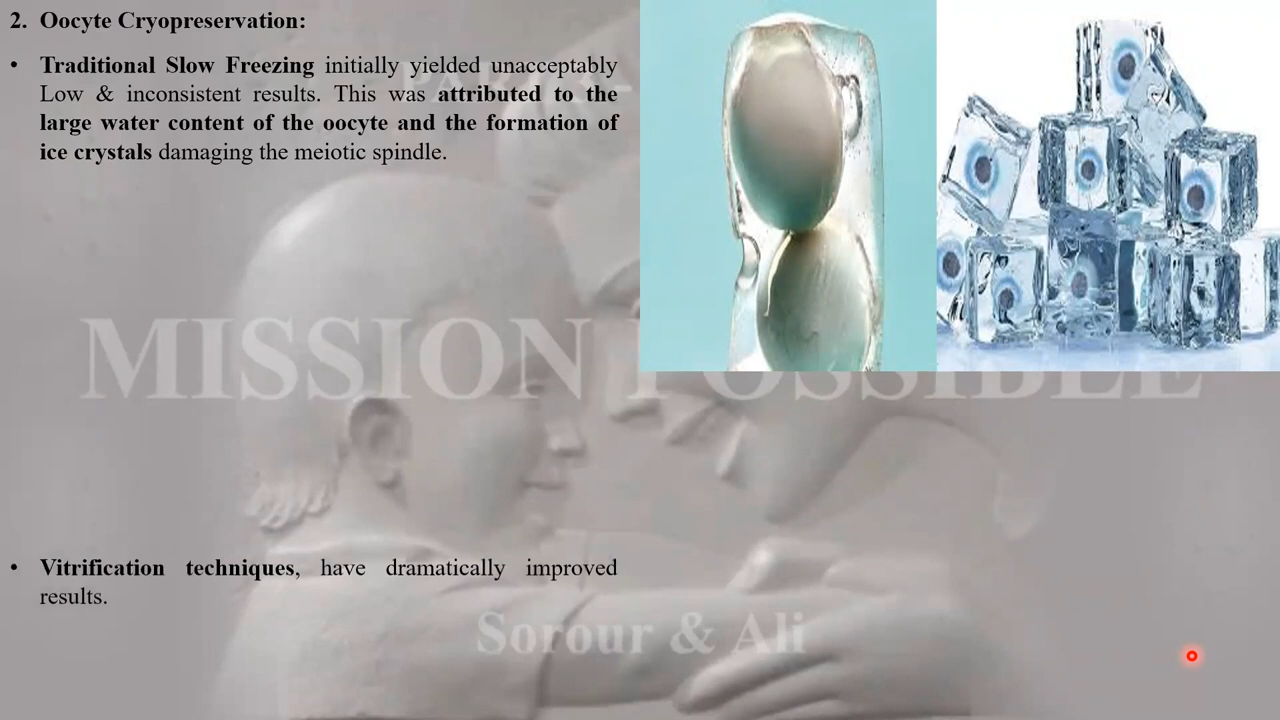 2. Oocyte Cryopreservation:
• Traditional Slow Freezing initially yielded unacceptably
Low & inconsistent results. This was attributed to the
large water content of the oocyte and the formation of
ice crystals damaging the meiotic spindle.
MISSION POSSIBLE
• Vitrification techniques, have dramatically improved
results.
Sorour & Ali